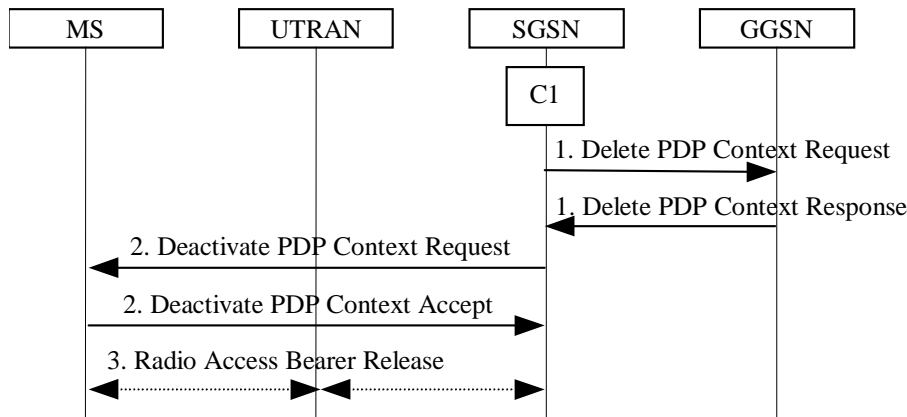 MS
UTRAN
SGSN
GGSN
C1
1. Delete PDP Context Request
1. Delete PDP Context Response
2. Deactivate PDP Context Request
2. Deactivate PDP Context Accept
3. Radio Access Bearer Release